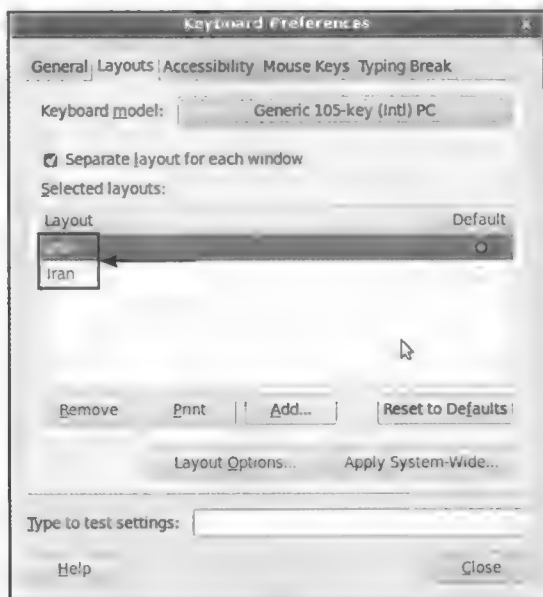 Keyboard Preferences x
General Layouts Accessibility Mouse Keys Typing Break
Keyboard model: Generic 105-key (Intl) PC
Separate layout for each window
Selected layouts:
Layout Default
Iran
Remove Print Add... Reset to Defaults
Layout Options... Apply System-Wide...
Type to test settings:
Help Close